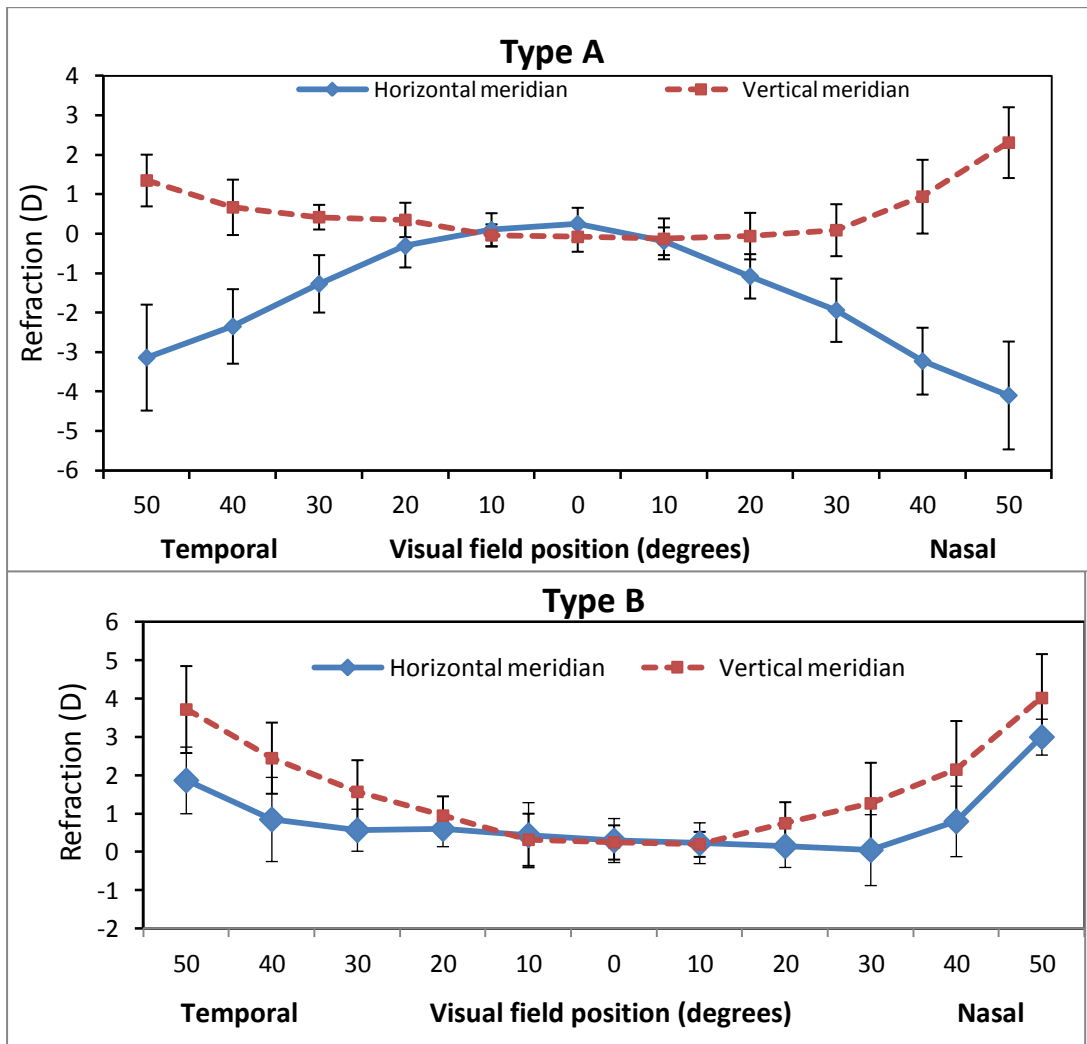 Type A
Horizontal meridian Vertical meridian
4
3
2
1
0
-1
-2
-3
-4
-5
-6
Refraction (D)
50 40 30 20 10 0 10 20 30 40 50
Temporal Visual field position (degrees) Nasal
Type B
Horizontal meridian Vertical meridian
6
5
4
3
2
1
0
-1
-2
Refraction (D)
50 40 30 20 10 0 10 20 30 40 50
Temporal Visual field position (degrees) Nasal